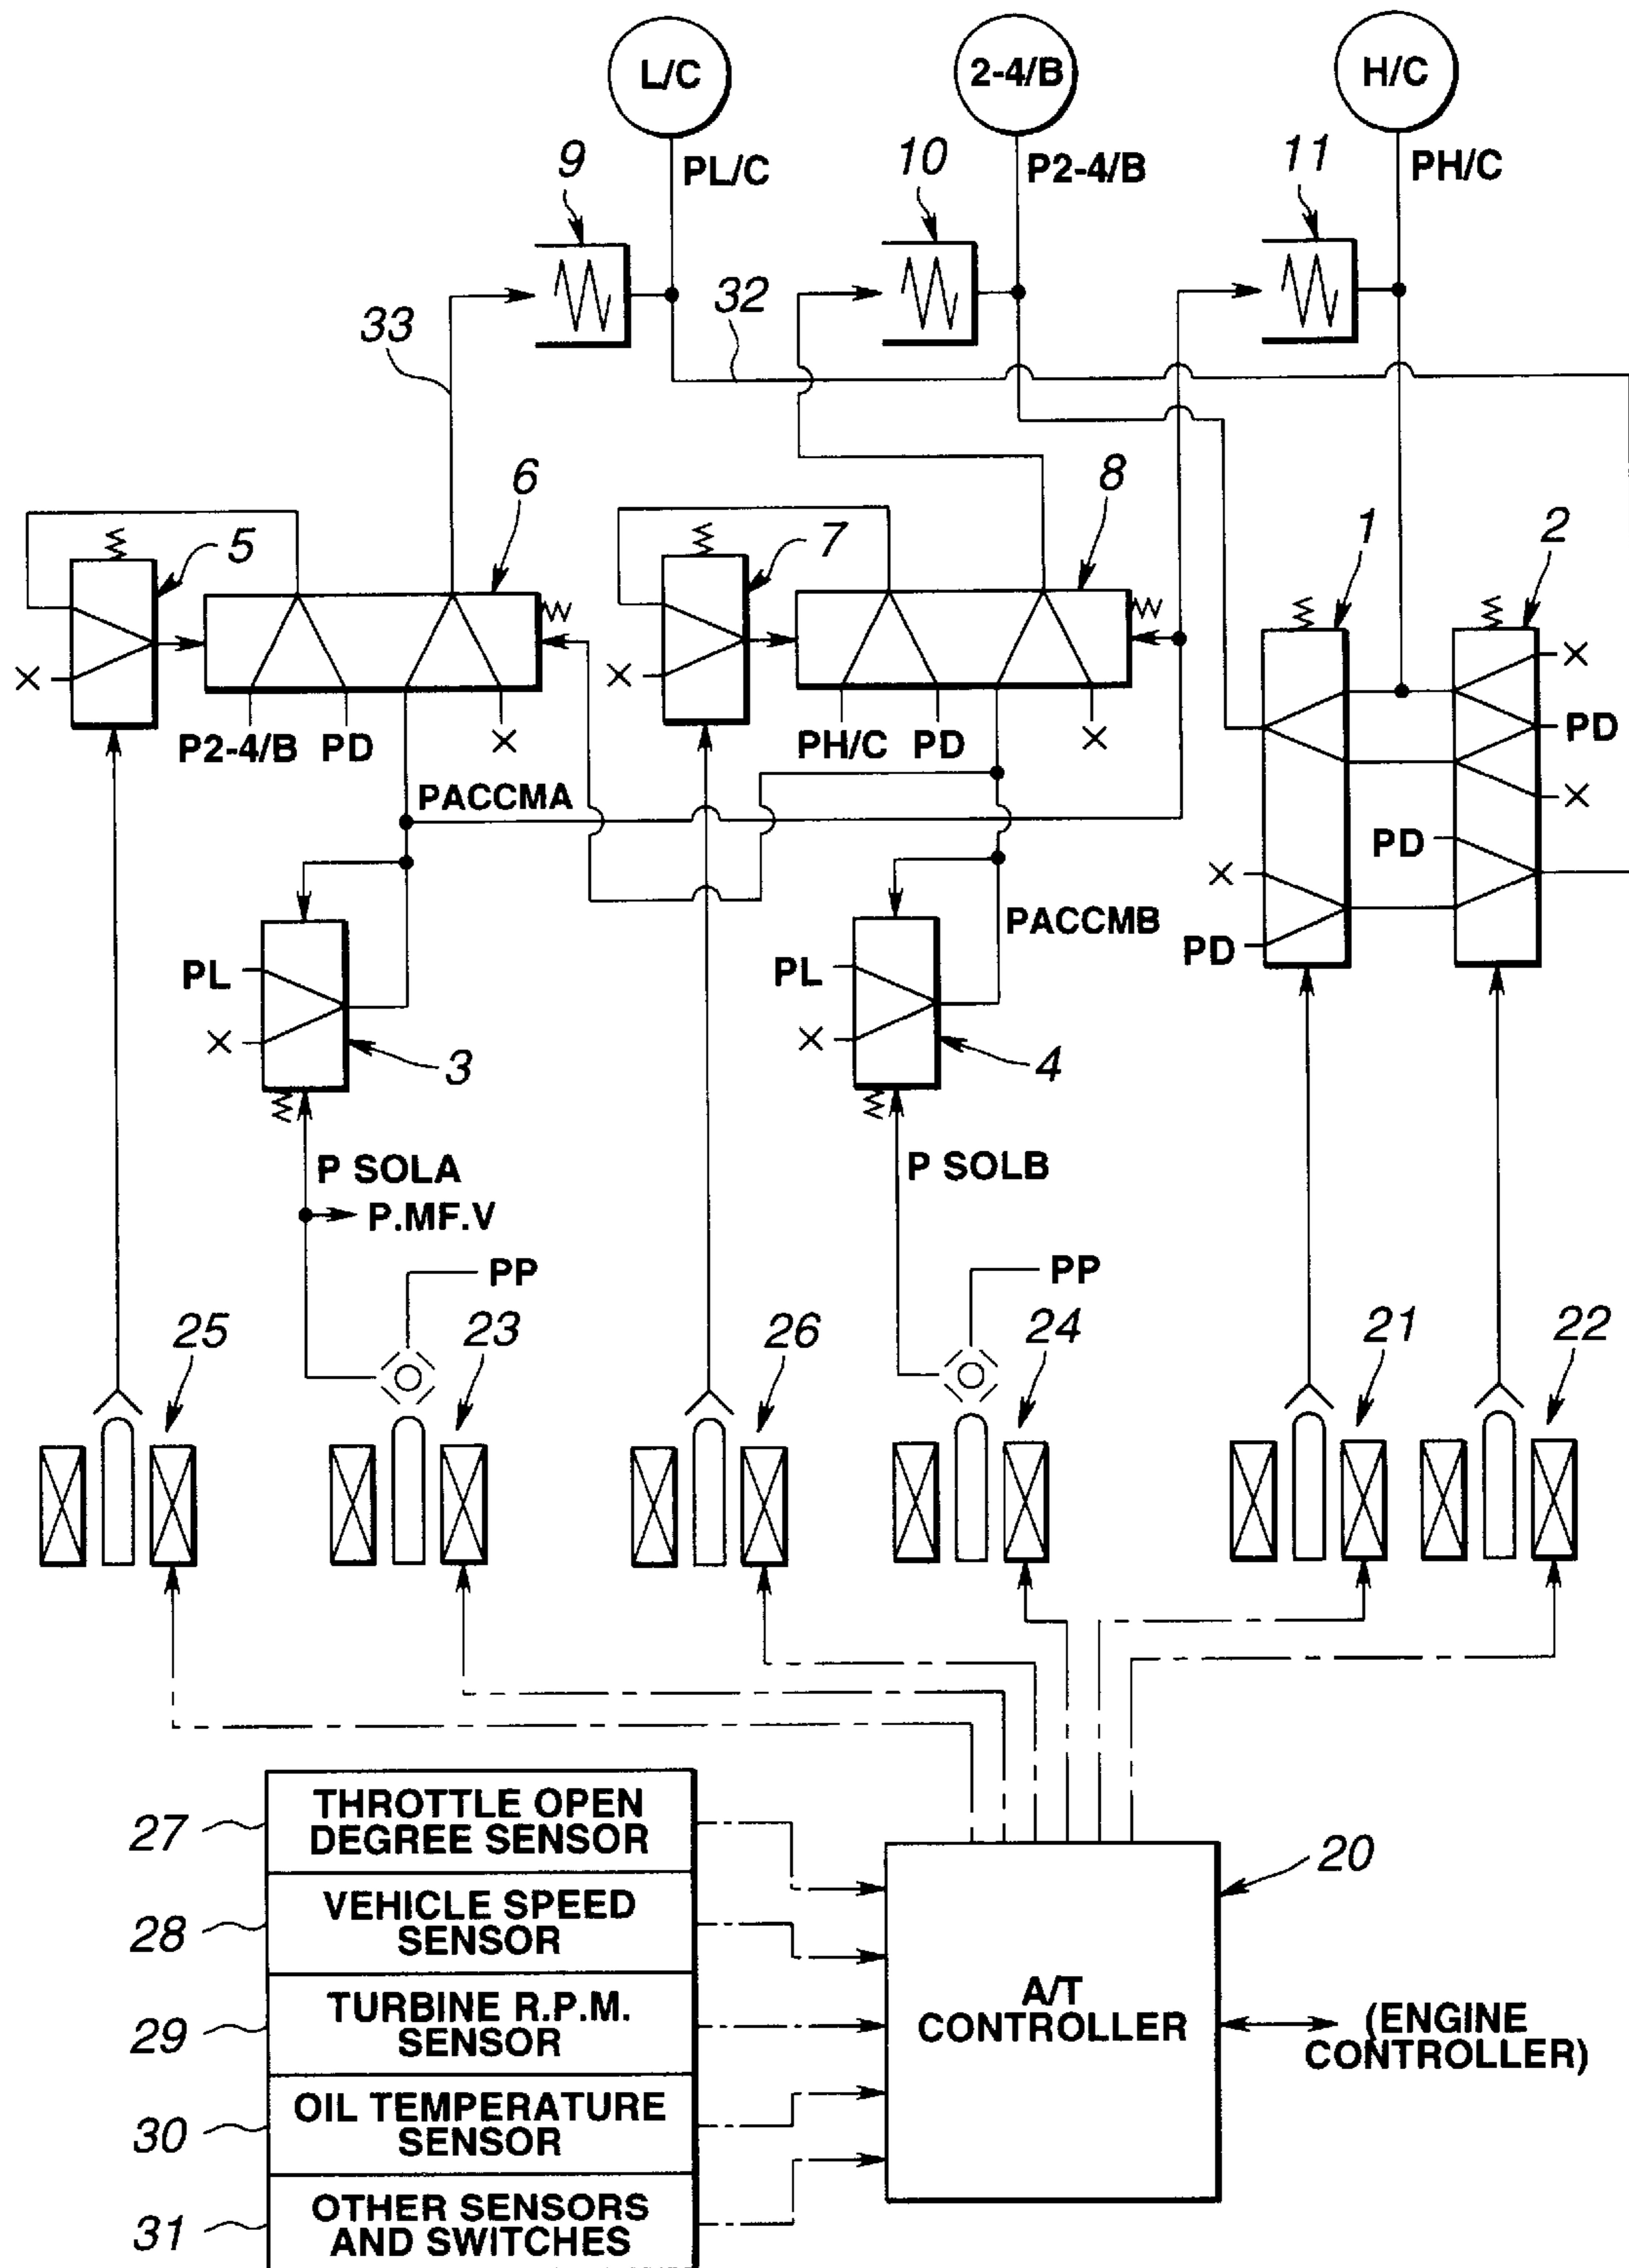 L/C
2-4/B
H/C
9
PL/C
10
P2-4/B
11
PH/C
33
32
5
6
7
8
1
2
P2-4/B PD
PH/C PD
PD
PACCMA
PD
PACCMB
PL
PL
PD
3
4
P SOLA
P SOLB
P.MF.V
PP
PP
25
23
26
24
21
22
27
THROTTLE OPEN
DEGREE SENSOR
20
28
VEHICLE SPEED
SENSOR
29
TURBINE R.P.M.
SENSOR
A/T
CONTROLLER
(ENGINE
CONTROLLER)
30
OIL TEMPERATURE
SENSOR
31
OTHER SENSORS
AND SWITCHES